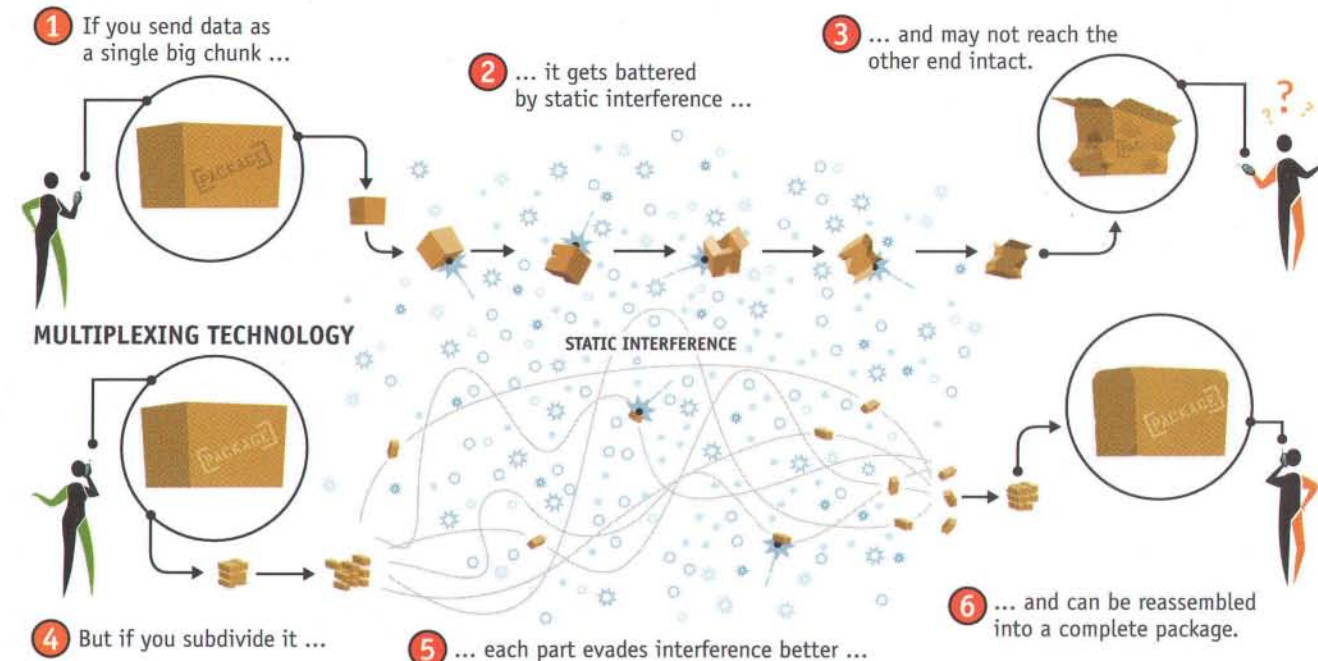 1 If you send data as
a single big chunk ...
2 ... it gets battered
by static interference ...
3 ... and may not reach the
other end intact.
[PACKAGE]
? ? ?
MULTIPLEXING TECHNOLOGY
STATIC INTERFERENCE
[PACKAGE]
[PACKAGE]
4 But if you subdivide it ...
5 ... each part evades interference better ...
6 ... and can be reassembled
into a complete package.